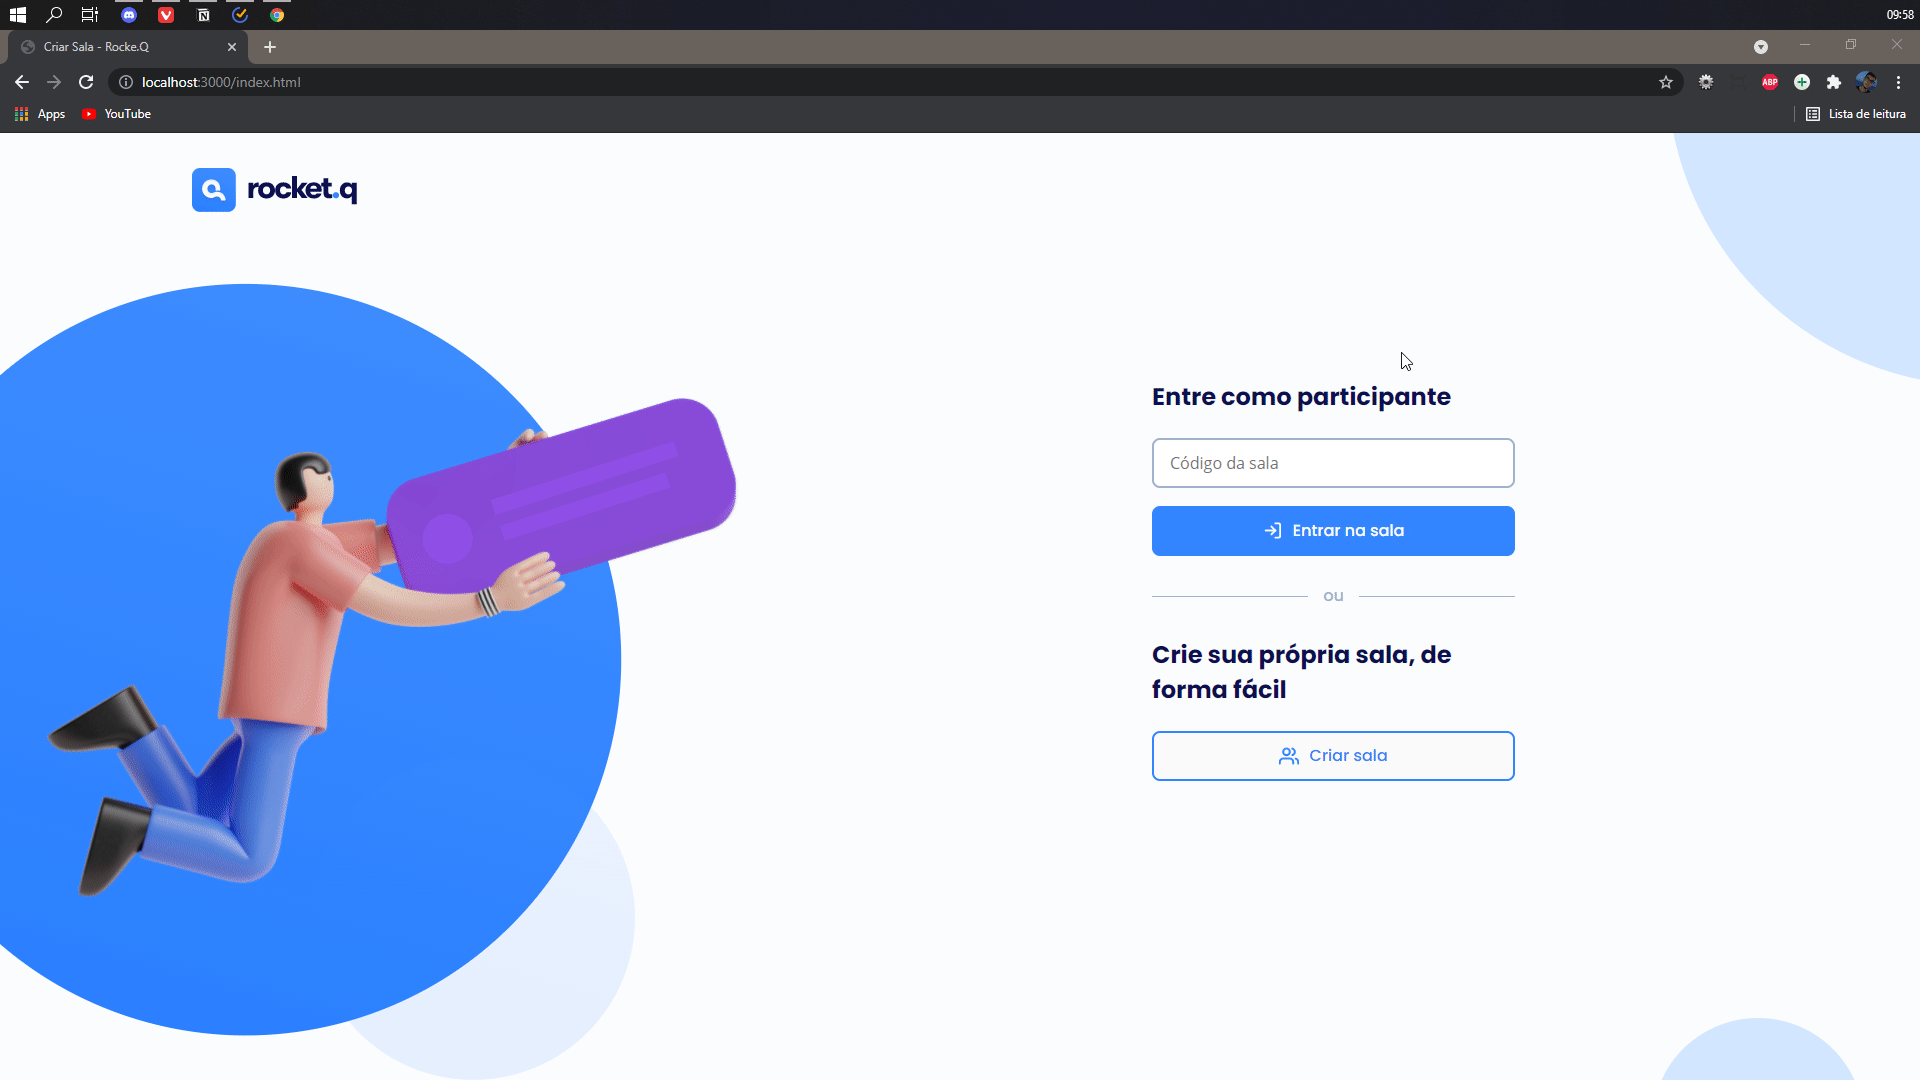 09:58
Criar Sala - Rocke.Q
localhost:3000/index.html
ABP
Apps
YouTube
Lista de leitura
rocket.q
Entre como participante
Código da sala
Entrar na sala
ou
Crie sua própria sala, de
forma fácil
Criar sala